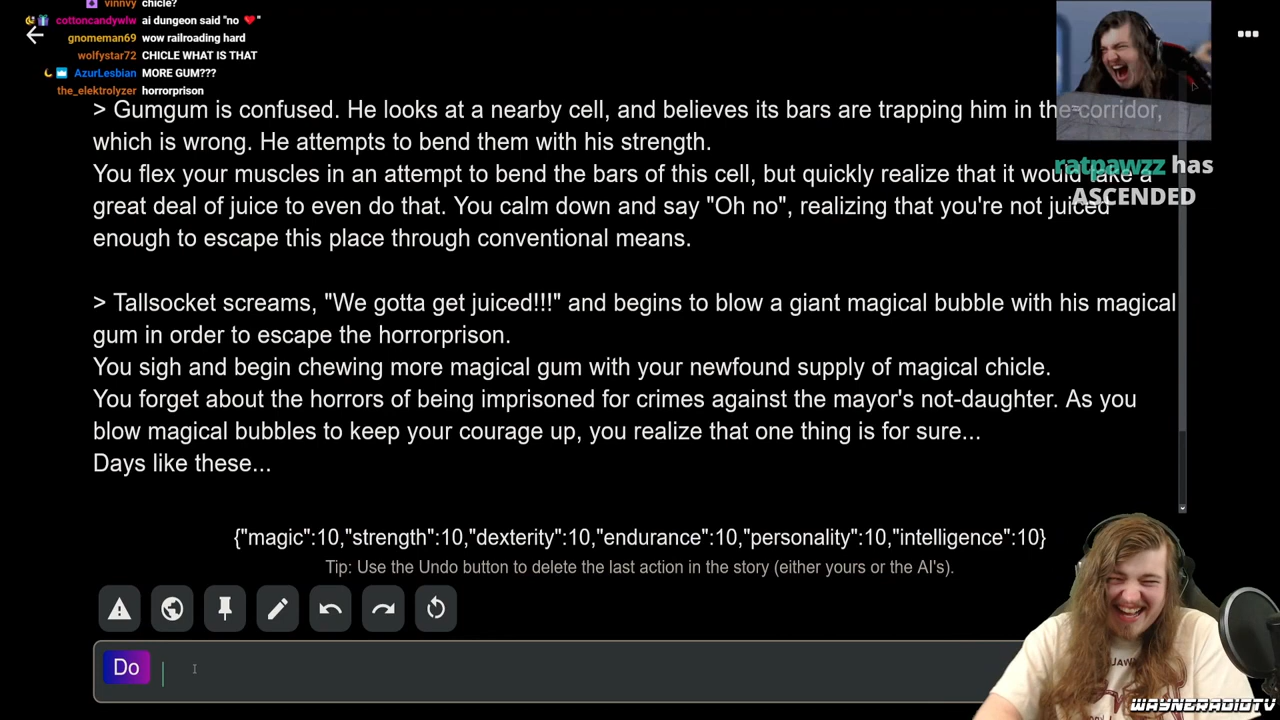 vinnvy chicle?
cottoncandywlw ai dungeon said "no ❤"
gnomeman69 wow railroading hard
wolfystar72 CHICLE WHAT IS THAT
AzurLesbian MORE GUM???
the_elektrolyzer horrorprison
> Gumgum is confused. He looks at a nearby cell, and believes its bars are trapping him in the corridor,
which is wrong. He attempts to bend them with his strength.
You flex your muscles in an attempt to bend the bars of this cell, but quickly realize that it would take a
great deal of juice to even do that. You calm down and say "Oh no", realizing that you're not juiced
enough to escape this place through conventional means.
ratpawzz has
ASCENDED
> Tallsocket screams, "We gotta get juiced!!!" and begins to blow a giant magical bubble with his magical
gum in order to escape the horrorprison.
You sigh and begin chewing more magical gum with your newfound supply of magical chicle.
You forget about the horrors of being imprisoned for crimes against the mayor's not-daughter. As you
blow magical bubbles to keep your courage up, you realize that one thing is for sure...
Days like these...
{"magic":10,"strength":10,"dexterity":10,"endurance":10,"personality":10,"intelligence":10}
Tip: Use the Undo button to delete the last action in the story (either yours or the AI's).
Do
WAYNERADIOTV